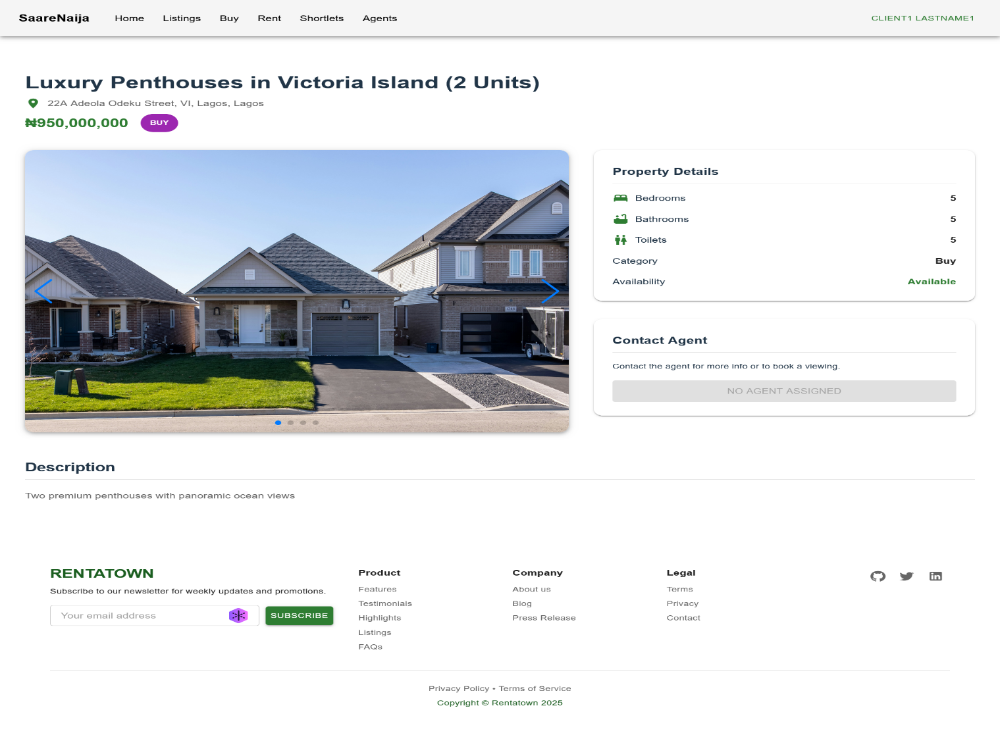 SaareNaija Home Listings Buy Rent Shortlets Agents CLIENT1 LASTNAME1
Luxury Penthouses in Victoria Island (2 Units)
22A Adeola Odeku Street, VI, Lagos, Lagos
₦950,000,000 BUY
Property Details
Bedrooms 5
Bathrooms 5
Toilets 5
Category Buy
Availability Available
Contact Agent
Contact the agent for more info or to book a viewing.
NO AGENT ASSIGNED
Description
Two premium penthouses with panoramic ocean views
RENTATOWN
Subscribe to our newsletter for weekly updates and promotions.
Your email address SUBSCRIBE
Product
Features
Testimonials
Highlights
Listings
FAQs
Company
About us
Blog
Press Release
Legal
Terms
Privacy
Contact
Privacy Policy • Terms of Service
Copyright © Rentatown 2025